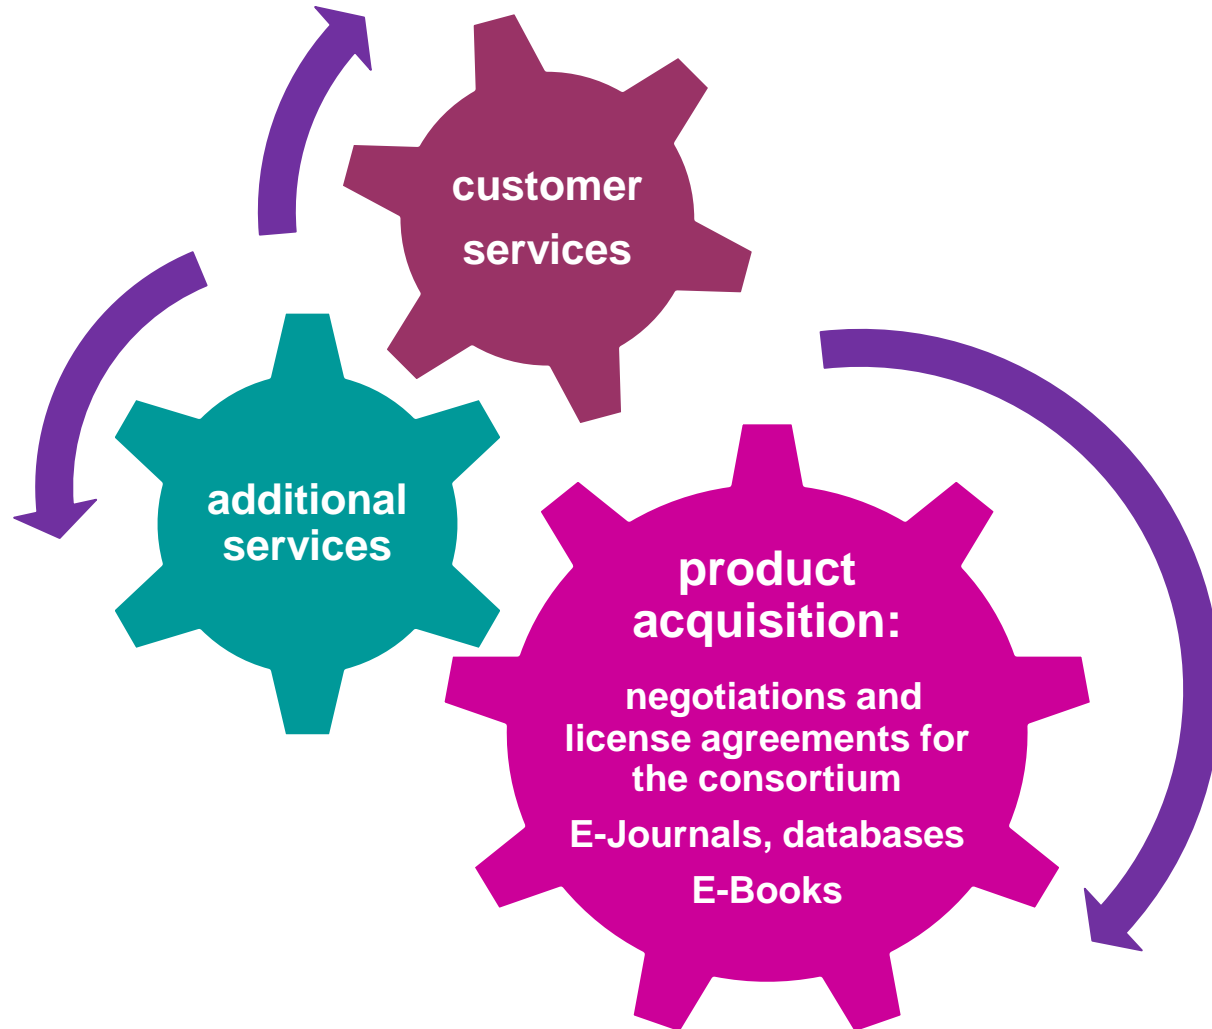 customer
services
additional
services
product
acquisition:
negotiations and
license agreements for
the consortium
E-Journals, databases
E-Books